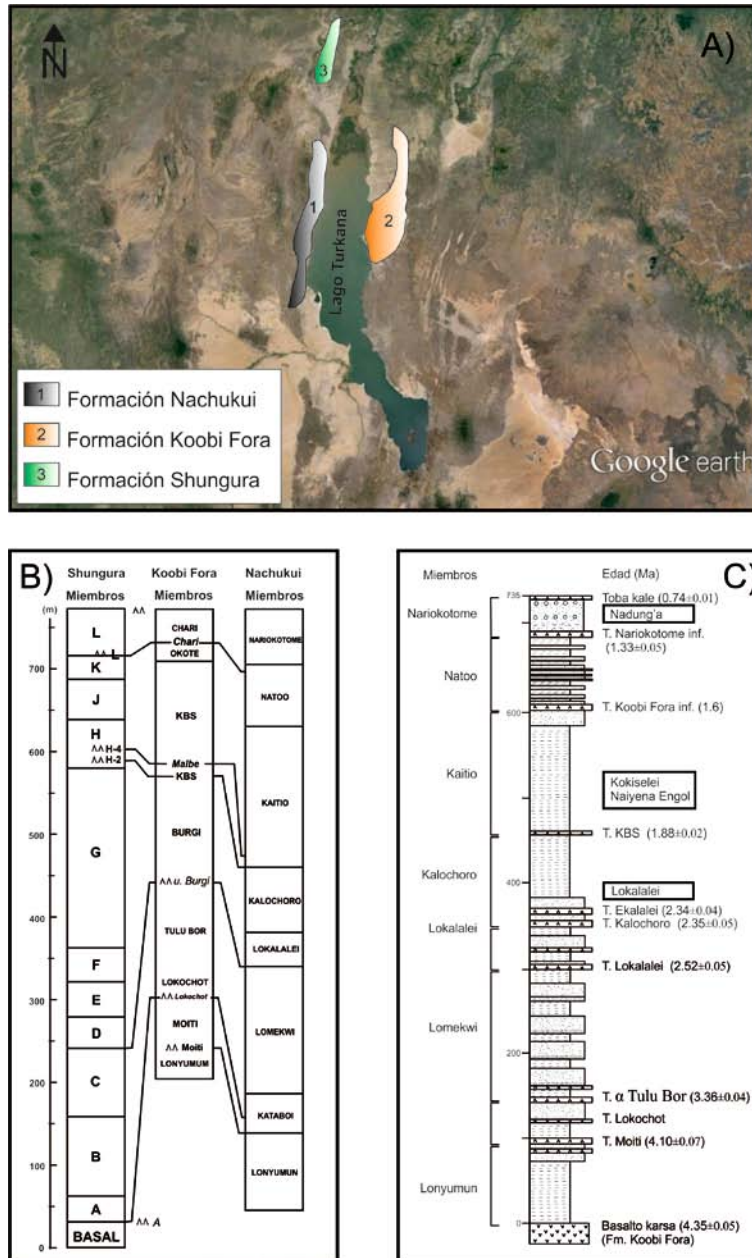 A)
N
3
1
2
Lago Turkana
1 Formación Nachukui
2 Formación Koobi Fora
3 Formación Shungura
Google earth
B)
Shungura Koobi Fora Nachukui
Miembros Miembros Miembros
(m)
700
600
500
400
300
200
100
0
L
^^ L
K
J
H
^^ H-4
^^ H-2
G
F
E
D
C
B
A
^^ A
BASAL
^^
CHARI
Chari
OKOTE
KBS
Malbe
KBS
BURGI
^^ u. Burgi
TULU BOR
LOKOCHOT
^^ Lokochot
MOITI
^^ Moiti
LONYUMUM
NARIOKOTOME
NATOO
KAITIO
KALOCHORO
LOKALALEI
LOMEKWI
KATABOI
LONYUMUN
C)
Miembros
Edad (Ma)
Nariokotome
Natoo
Kaitio
Kalochoro
Lokalalei
Lomekwi
Lonyumun
735
600
400
200
0
Toba kale (0.74±0.01)
Nadung'a
T. Nariokotome inf.
(1.33±0.05)
T. Koobi Fora inf. (1.6)
Kokiselei
Naiyena Engol
T. KBS (1.88±0.02)
Lokalalei
T. Ekalalei (2.34±0.04)
T. Kalochoro (2.35±0.05)
T. Lokalalei (2.52±0.05)
T. α Tulu Bor (3.36±0.04)
T. Lokochot
T. Moiti (4.10±0.07)
Basalto karsa (4.35±0.05)
(Fm. Koobi Fora)